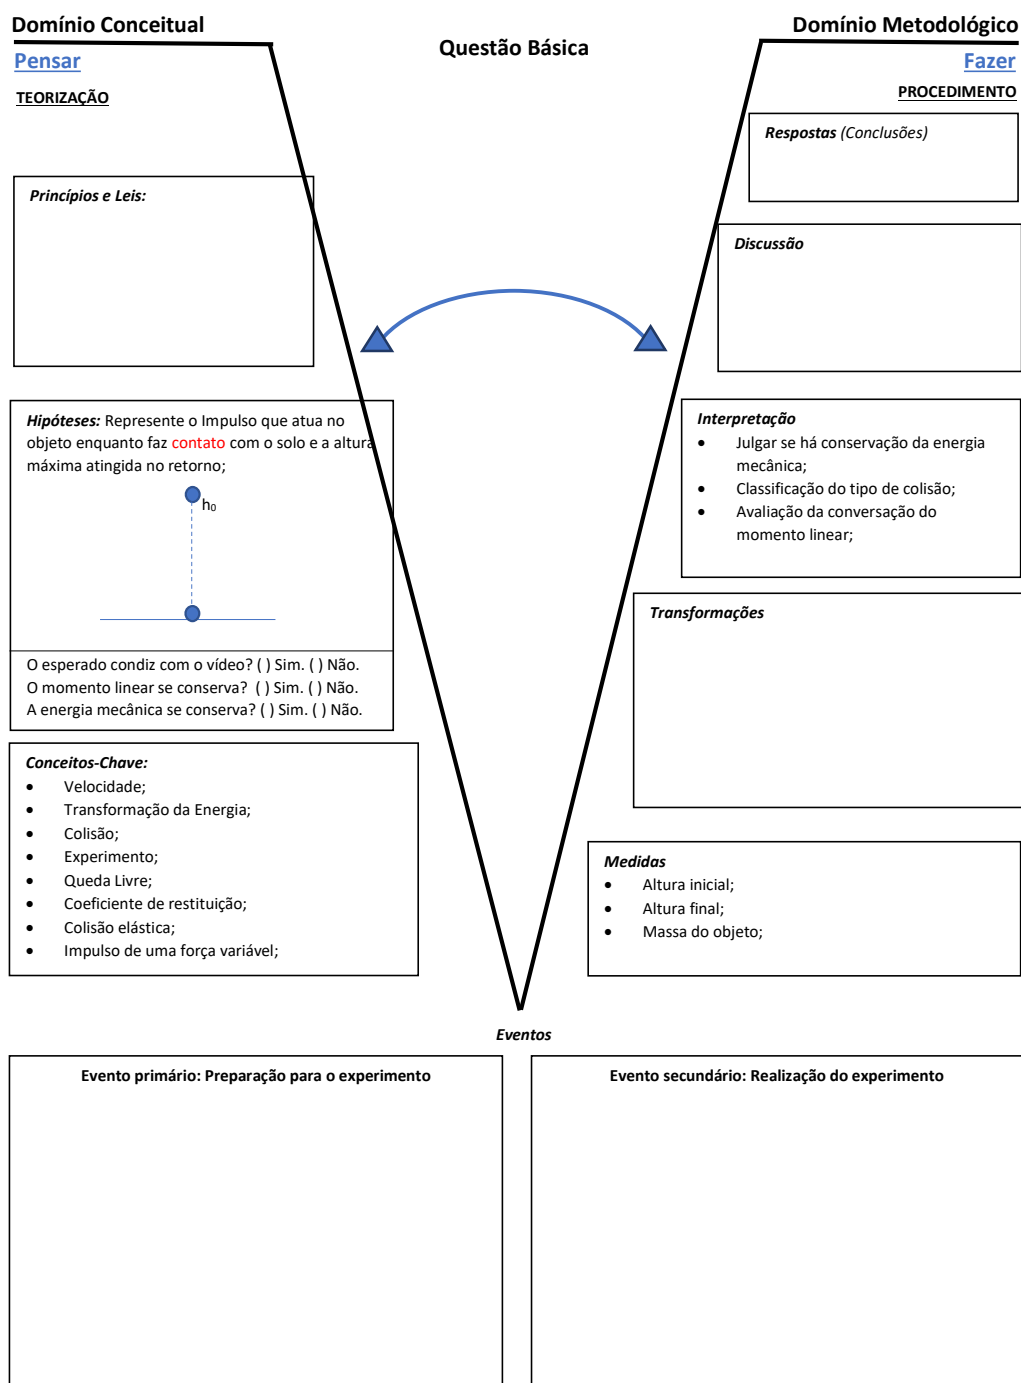 Domínio Conceitual
Pensar
TEORIZAÇÃO
Questão Básica
Domínio Metodológico
Fazer
PROCEDIMENTO
Respostas (Conclusões)
Princípios e Leis:
Discussão
Hipóteses: Represente o Impulso que atua no
objeto enquanto faz contato com o solo e a altura
máxima atingida no retorno;
h₀
O esperado condiz com o vídeo? ( ) Sim. ( ) Não.
O momento linear se conserva? ( ) Sim. ( ) Não.
A energia mecânica se conserva? ( ) Sim. ( ) Não.
Interpretação
• Julgar se há conservação da energia
mecânica;
• Classificação do tipo de colisão;
• Avaliação da conversação do
momento linear;
Transformações
Conceitos-Chave:
• Velocidade;
• Transformação da Energia;
• Colisão;
• Experimento;
• Queda Livre;
• Coeficiente de restituição;
• Colisão elástica;
• Impulso de uma força variável;
Medidas
• Altura inicial;
• Altura final;
• Massa do objeto;
Eventos
Evento primário: Preparação para o experimento
Evento secundário: Realização do experimento